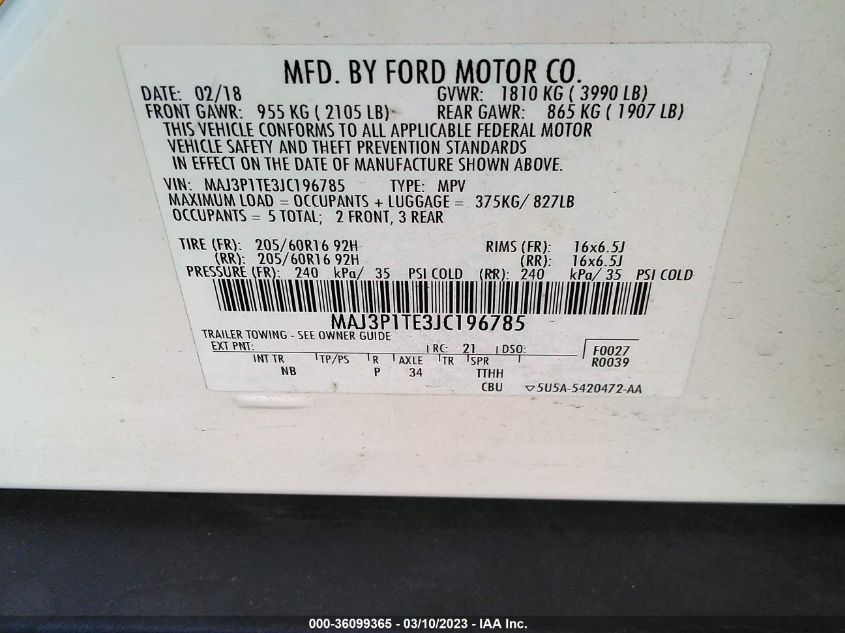 MFD. BY FORD MOTOR CO.
DATE: 02/18 GVWR: 1810 KG ( 3990 LB)
FRONT GAWR: 955 KG ( 2105 LB) REAR GAWR: 865 KG ( 1907 LB)
THIS VEHICLE CONFORMS TO ALL APPLICABLE FEDERAL MOTOR
VEHICLE SAFETY AND THEFT PREVENTION STANDARDS
IN EFFECT ON THE DATE OF MANUFACTURE SHOWN ABOVE.
VIN: MAJ3P1TE3JC196785 TYPE: MPV
MAXIMUM LOAD = OCCUPANTS + LUGGAGE = 375KG/ 827LB
OCCUPANTS = 5 TOTAL; 2 FRONT, 3 REAR
TIRE (FR): 205/60R16 92H RIMS (FR): 16x6.5J
(RR): 205/60R16 92H (RR): 16x6.5J
PRESSURE (FR): 240 kPa/ 35 PSI COLD (RR): 240 kPa/ 35 PSI COLD
MAJ3P1TE3JC196785
TRAILER TOWING - SEE OWNER GUIDE
EXT PNT: RC: 21 DSO: F0027
INT TR TP/PS R AXLE TR SPR R0039
NB P 34 TTHH
CBU 5U5A-5420472-AA
000-36099365 - 03/10/2023 - IAA Inc.